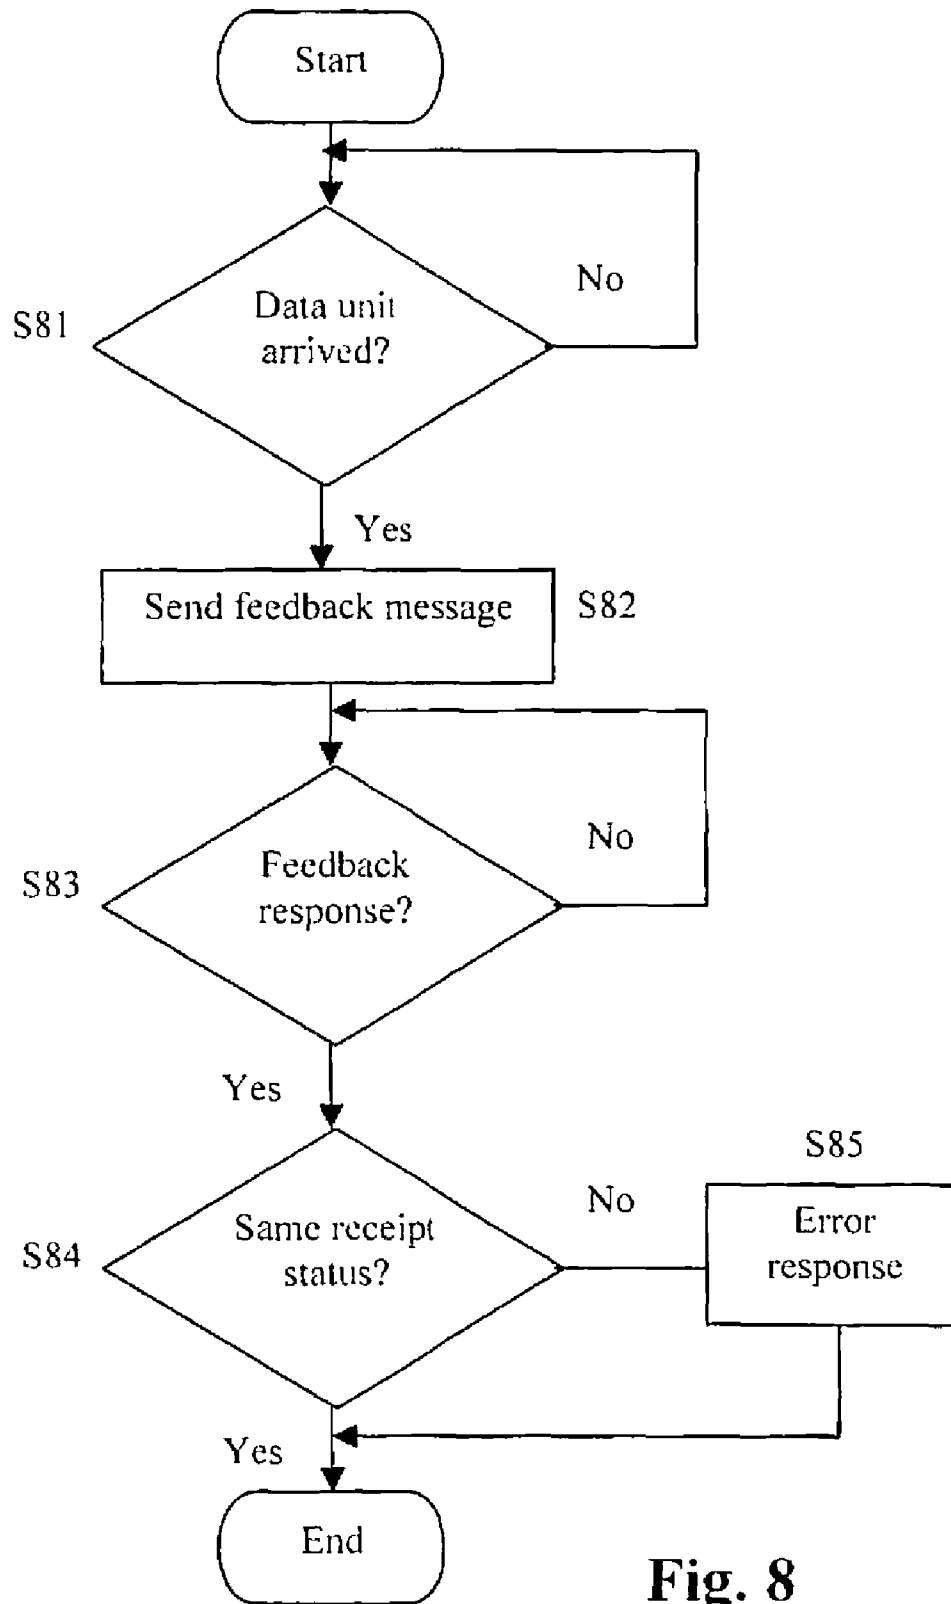 Start
No
S81
Data unit
arrived?
Yes
Send feedback message
S82
No
S83
Feedback
response?
Yes
S85
No
Error
response
S84
Same receipt
status?
Yes
End
Fig. 8